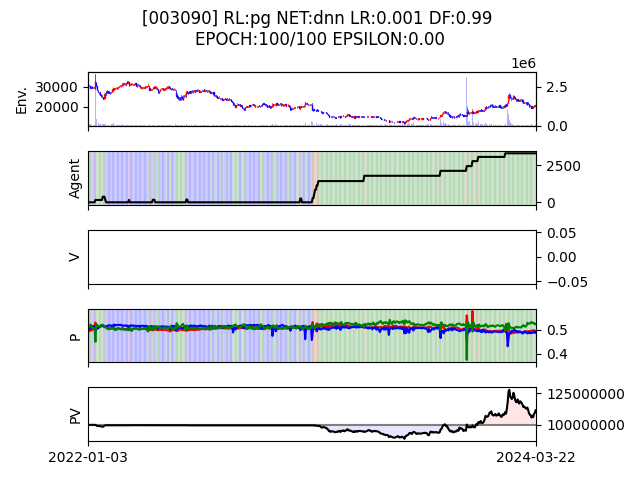 [003090] RL:pg NET:dnn LR:0.001 DF:0.99
EPOCH:100/100 EPSILON:0.00
1e6
Env.
30000
20000
2.5
0.0
Agent
2500
0
V
0.05
0.00
−0.05
P
0.5
0.4
PV
125000000
100000000
2022-01-03
2024-03-22